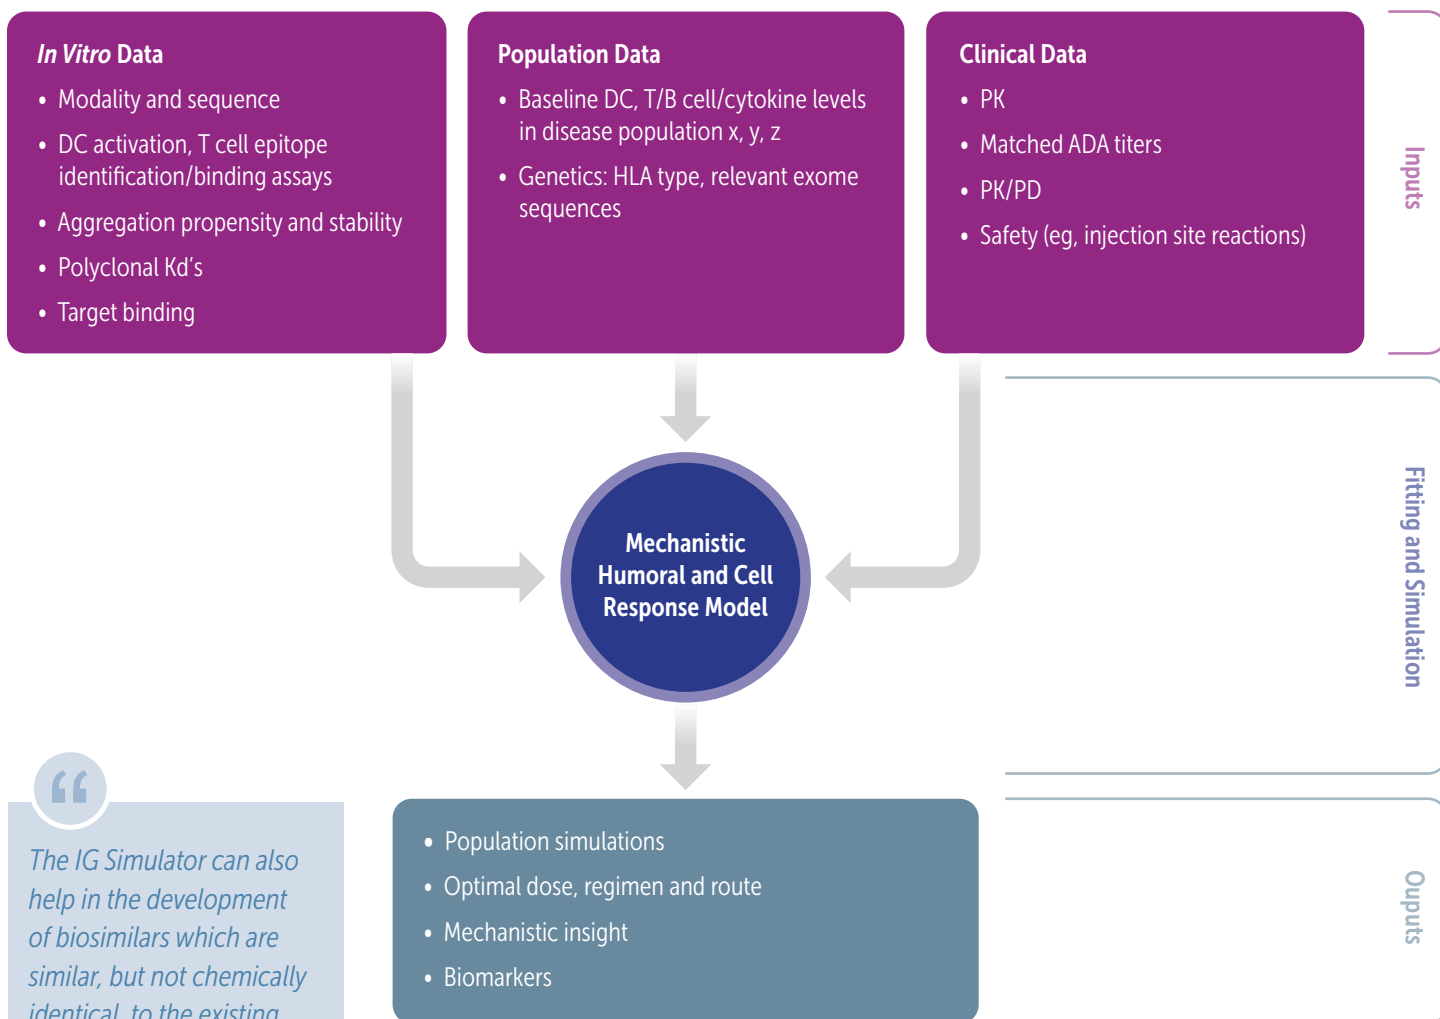 In Vitro Data
• Modality and sequence
• DC activation, T cell epitope
identification/binding assays
• Aggregation propensity and stability
• Polyclonal Kd's
• Target binding
Population Data
• Baseline DC, T/B cell/cytokine levels
in disease population x, y, z
• Genetics: HLA type, relevant exome
sequences
Clinical Data
• PK
• Matched ADA titers
• PK/PD
• Safety (eg, injection site reactions)
Inputs
Mechanistic
Humoral and Cell
Response Model
Fitting and Simulation
“
The IG Simulator can also
help in the development
of biosimilars which are
similar, but not chemically
identical, to the existing
• Population simulations
• Optimal dose, regimen and route
• Mechanistic insight
• Biomarkers
Ouputs